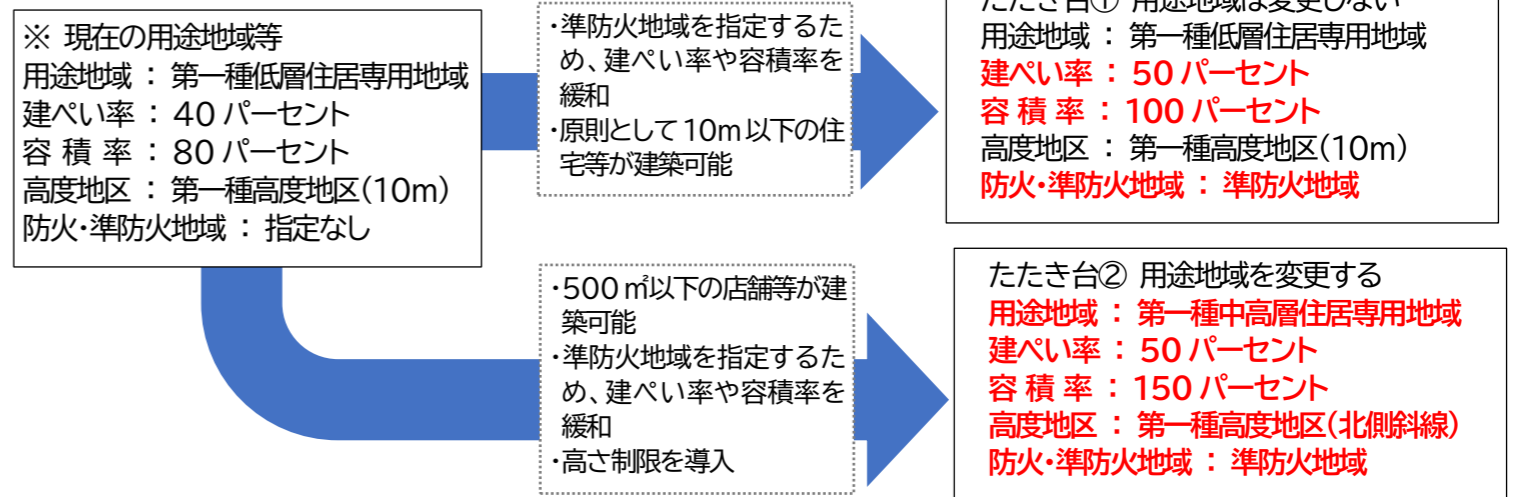 ※ 現在の用途地域等
用途地域 : 第一種低層住居専用地域
建ぺい率 : 40 パーセント
容 積 率 : 80 パーセント
高度地区 : 第一種高度地区(10m)
防火・準防火地域 : 指定なし
・準防火地域を指定するた
め、建ぺい率や容積率を
緩和
・原則として 10m 以下の住
宅等が建築可能
たたき台① 用途地域は変更しない
用途地域 : 第一種低層住居専用地域
建ぺい率 : 50 パーセント
容 積 率 : 100 パーセント
高度地区 : 第一種高度地区(10m)
防火・準防火地域 : 準防火地域
・500 ㎡以下の店舗等が建
築可能
・準防火地域を指定するた
め、建ぺい率や容積率を
緩和
・高さ制限を導入
たたき台② 用途地域を変更する
用途地域 : 第一種中高層住居専用地域
建ぺい率 : 50 パーセント
容 積 率 : 150 パーセント
高度地区 : 第一種高度地区(北側斜線)
防火・準防火地域 : 準防火地域